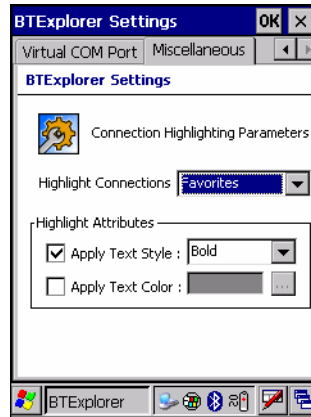 BTExplorer Settings OK
Virtual COM Port Miscellaneous
BTExplorer Settings
Connection Highlighting Parameters
Highlight Connections Favorites
Highlight Attributes
Apply Text Style : Bold
Apply Text Color : ...
BTExplorer